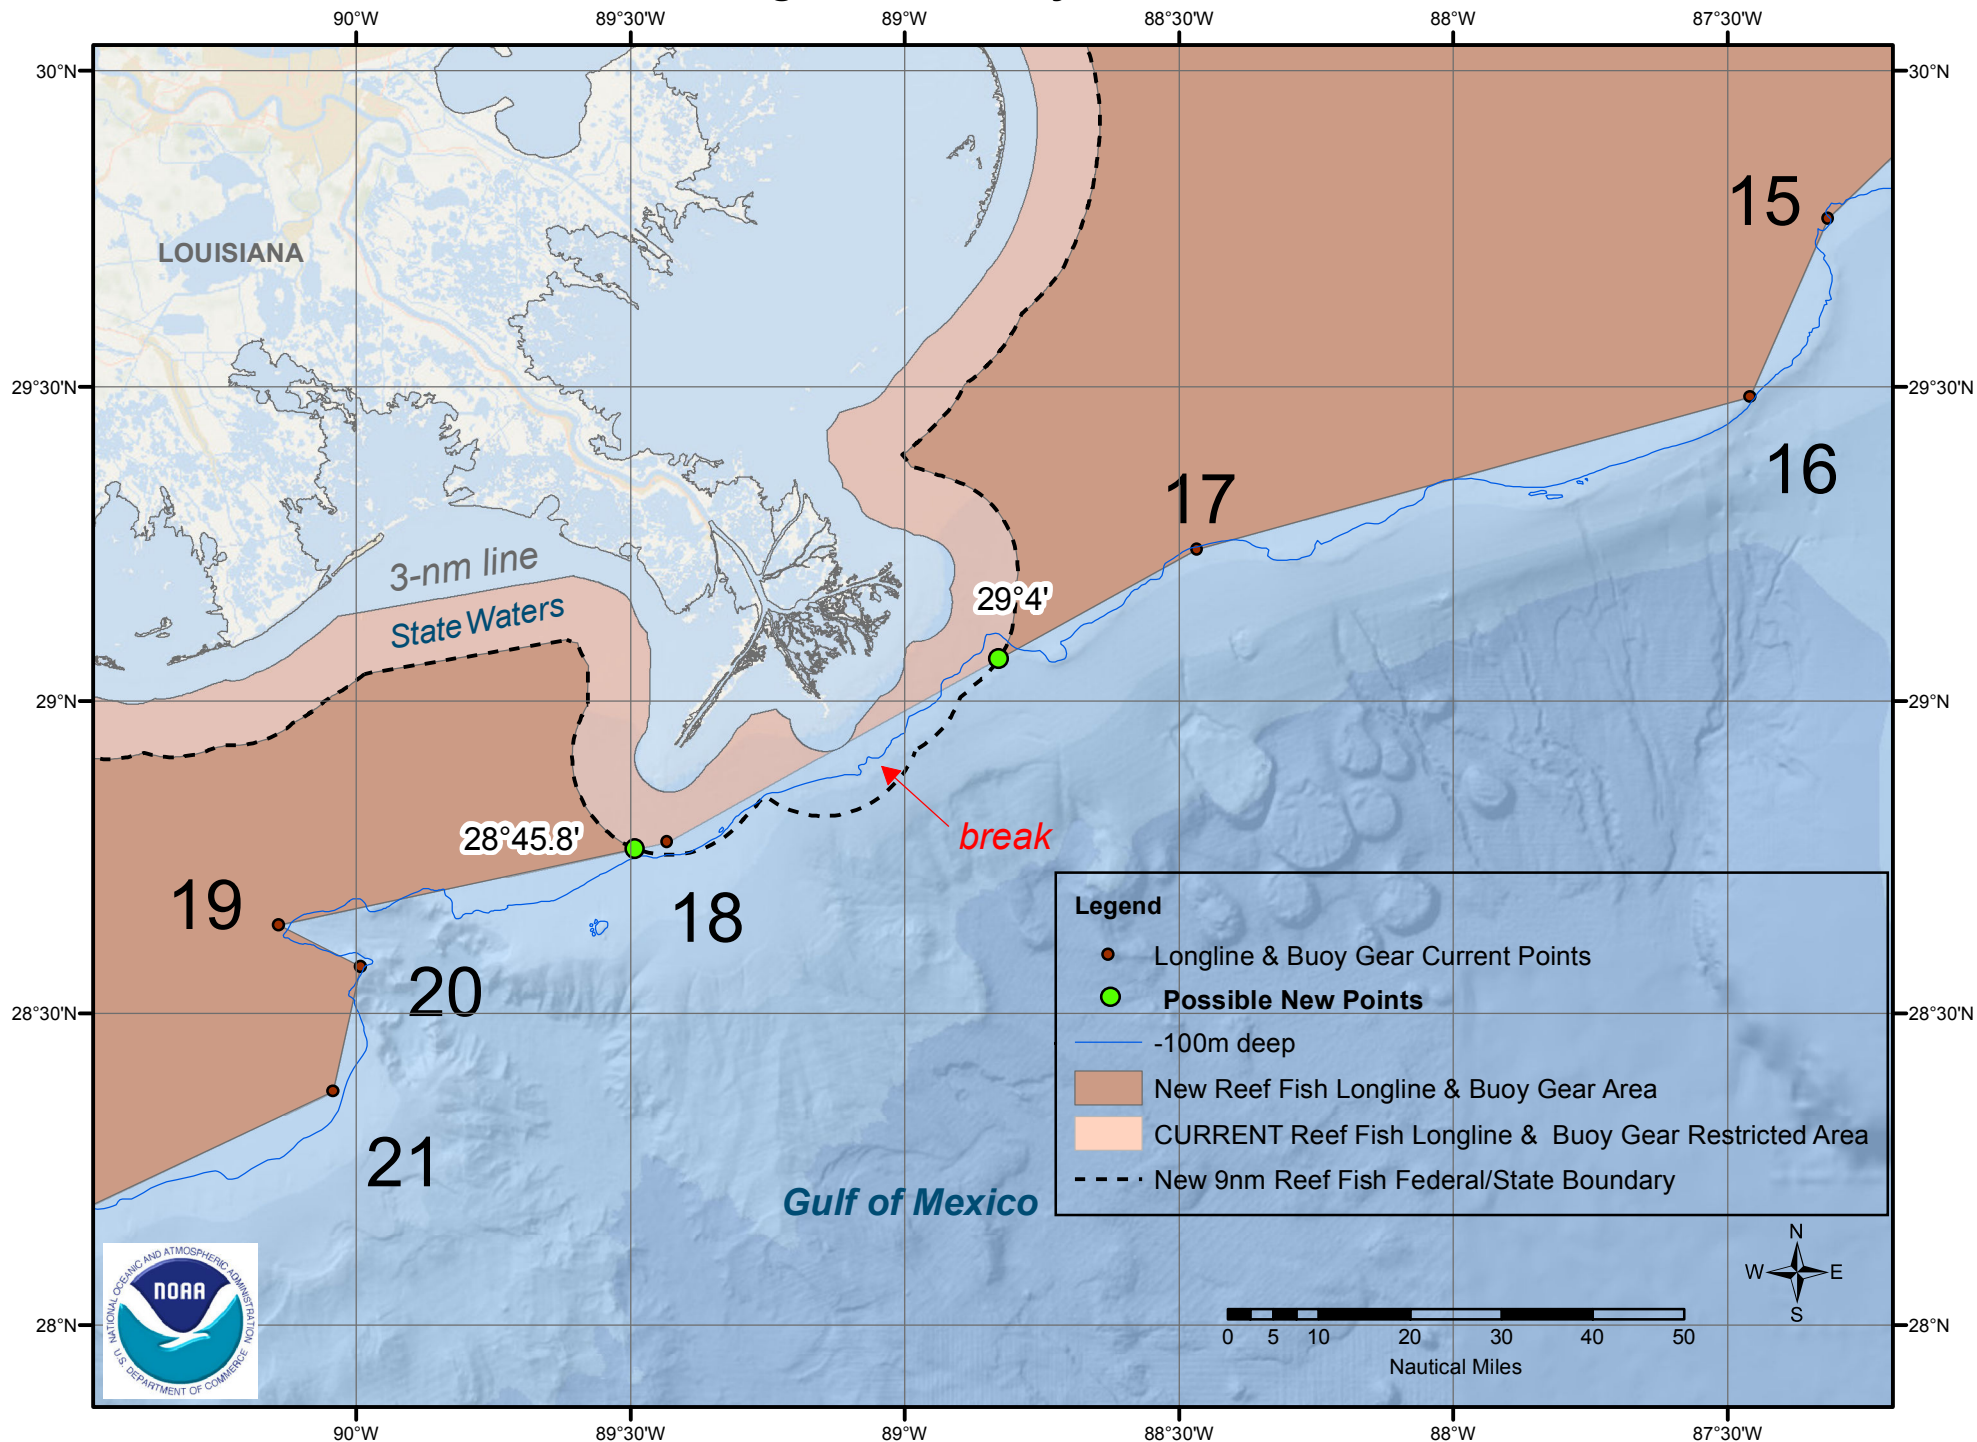 90°W 89°30'W 89°W 88°30'W 88°W 87°30'W
30°N 30°N
15
LOUISIANA
29°30'N 29°30'N
16
17
3-nm line
State Waters
29°4'
29°N 29°N
break
28°45.8'
19
18
20
28°30'N 28°30'N
21
Legend
Longline & Buoy Gear Current Points
Possible New Points
-100m deep
New Reef Fish Longline & Buoy Gear Area
CURRENT Reef Fish Longline & Buoy Gear Restricted Area
New 9nm Reef Fish Federal/State Boundary
Gulf of Mexico
N
W E
S
NATIONAL OCEANIC AND ATMOSPHERIC ADMINISTRATION
NOAA
U.S. DEPARTMENT OF COMMERCE
28°N 28°N
0 5 10 20 30 40 50
Nautical Miles
90°W 89°30'W 89°W 88°30'W 88°W 87°30'W